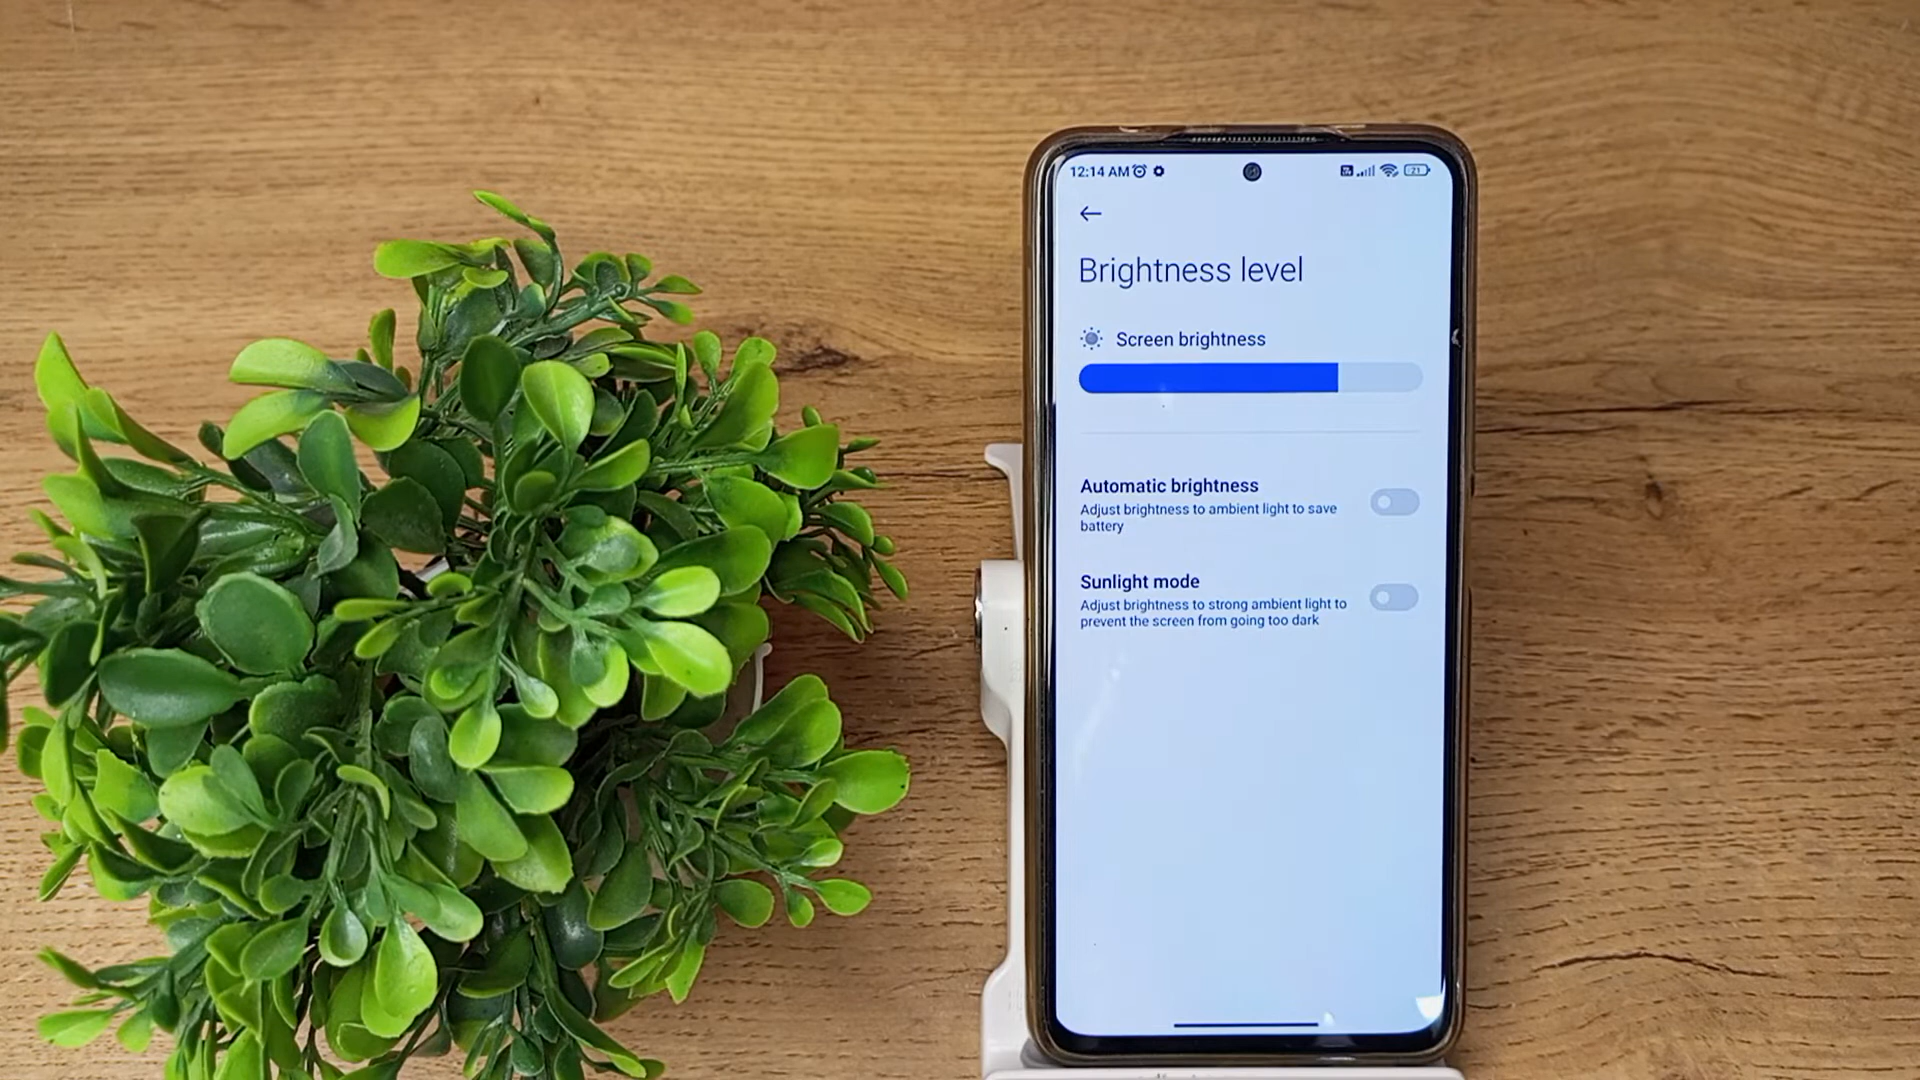 12:14 AM 21
Brightness level
Screen brightness
Automatic brightness
Adjust brightness to ambient light to save
battery
Sunlight mode
Adjust brightness to strong ambient light to
prevent the screen from going too dark